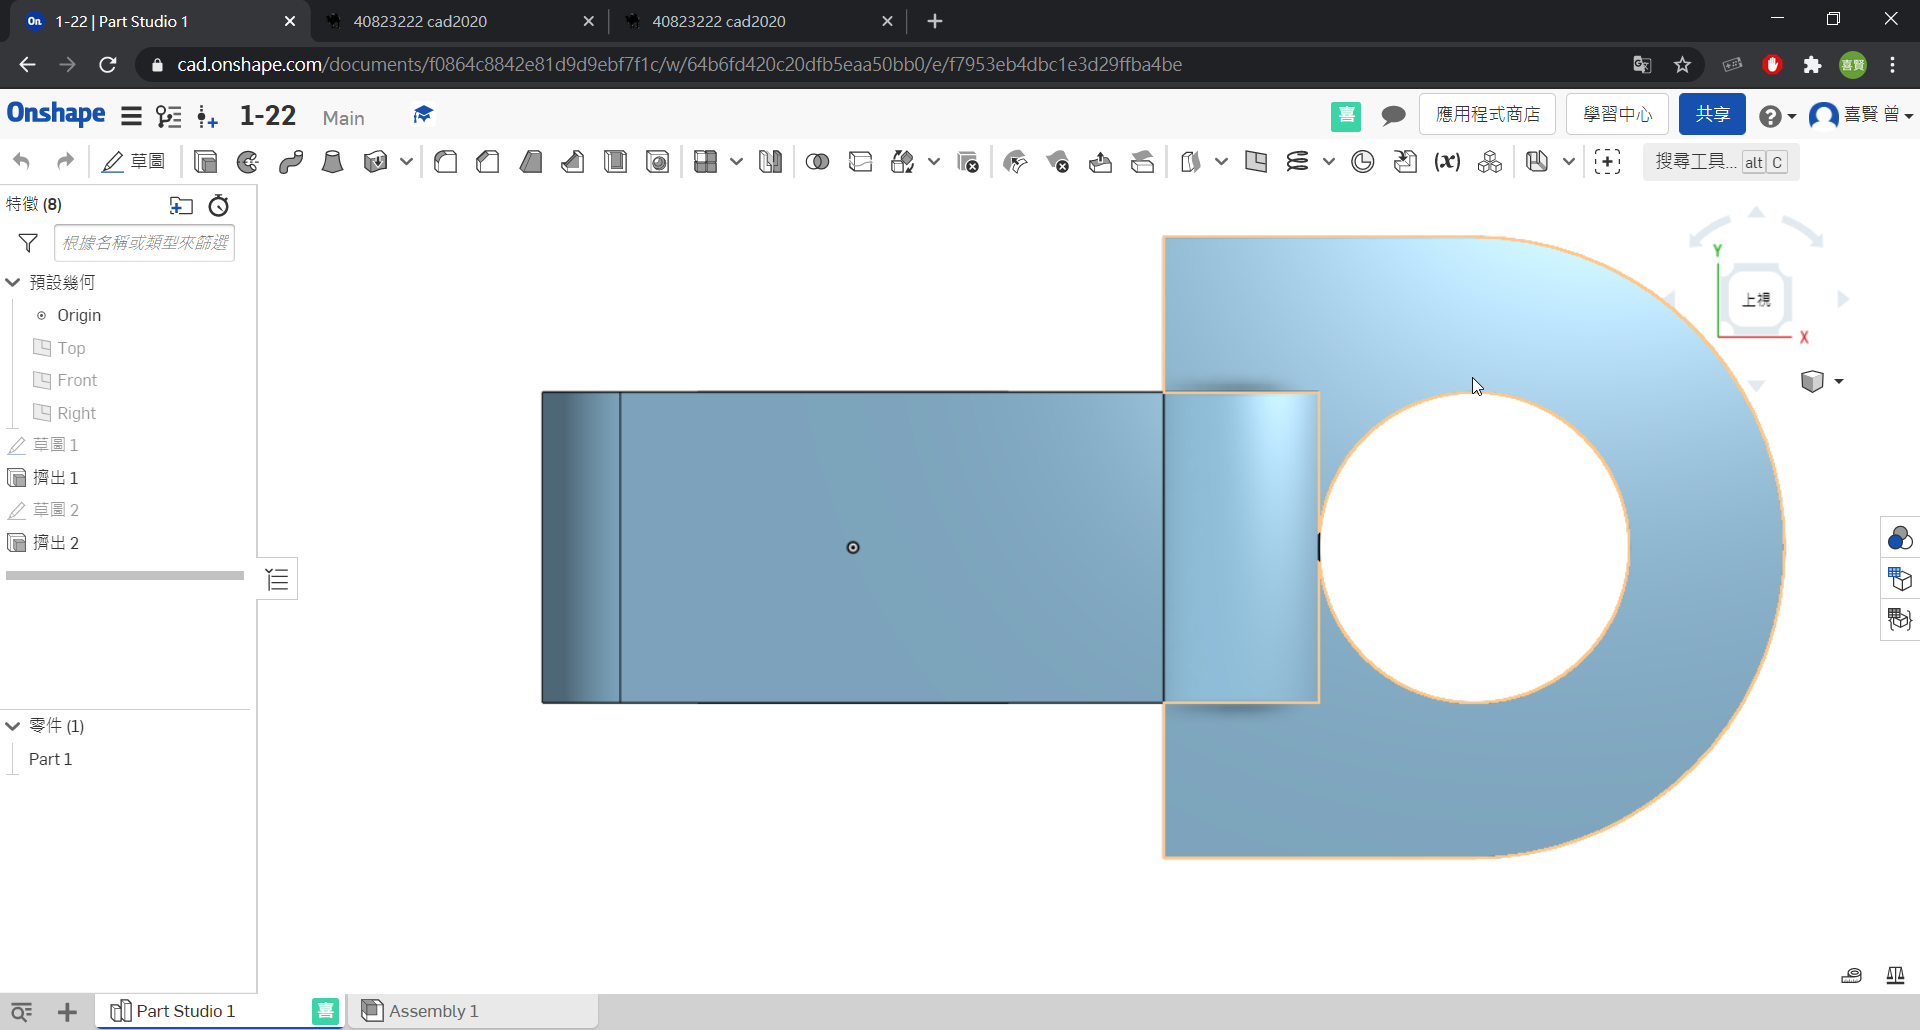 1-22 | Part Studio 1
40823222 cad2020
40823222 cad2020
cad.onshape.com/documents/f0864c8842e81d9d9ebf7f1c/w/64b6fd420c20dfb5eaa50bb0/e/f7953eb4dbc1e3d29ffba4be
喜賢
Onshape
1-22
Main
喜
應用程式商店
學習中心
共享
喜賢 曾
草圖
(x)
搜尋工具... alt C
特徵 (8)
根據名稱或類型來篩選
預設幾何
Origin
Top
Front
Right
草圖 1
擠出 1
草圖 2
擠出 2
零件 (1)
Part 1
Y
上視
X
Part Studio 1
喜
Assembly 1